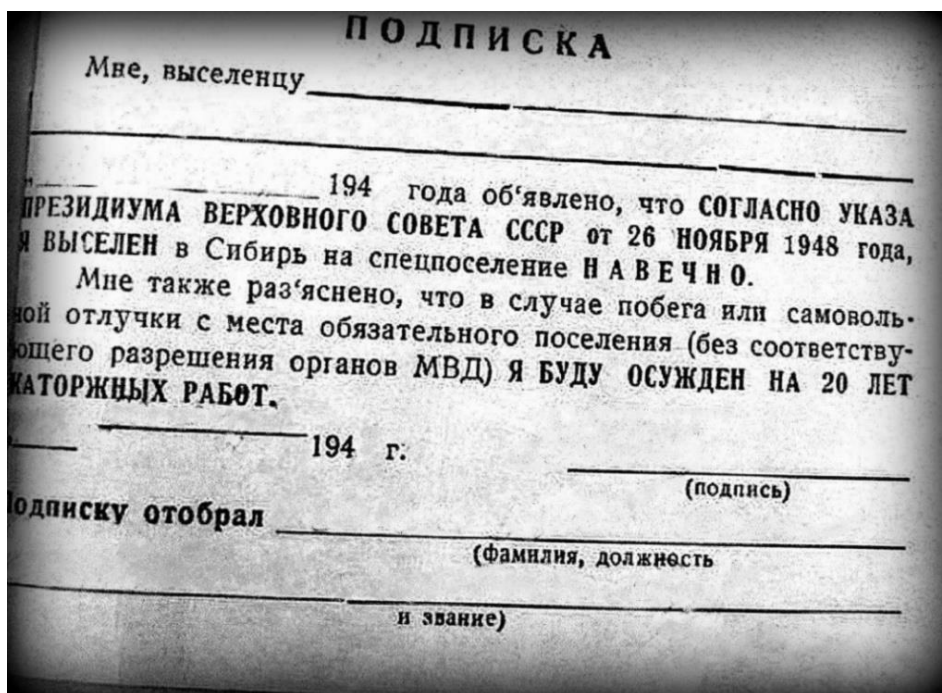 ПОДПИСКА
Мне, выселенцу
194 года об‘явлено, что СОГЛАСНО УКАЗА
ПРЕЗИДИУМА ВЕРХОВНОГО СОВЕТА СССР от 26 НОЯБРЯ 1948 года,
Я ВЫСЕЛЕН в Сибирь на спецпоселение НАВЕЧНО.
Мне также раз‘яснено, что в случае побега или самоволь-
ной отлучки с места обязательного поселения (без соответству-
ющего разрешения органов МВД) Я БУДУ ОСУЖДЕН НА 20 ЛЕТ
КАТОРЖНЫХ РАБОТ.
194 г.
(подпись)
Подписку отобрал
(фамилия, должность
и звание)